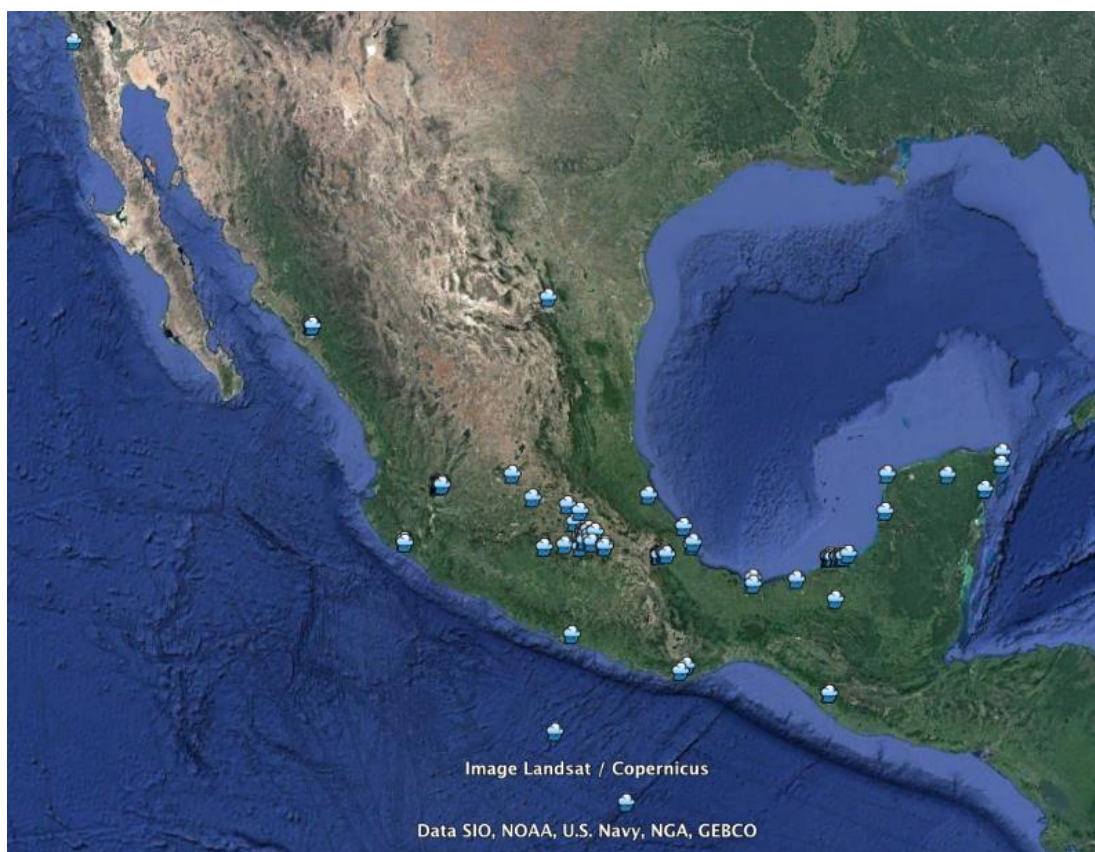 Image Landsat / Copernicus
Data SIO, NOAA, U.S. Navy, NGA, GEBCO